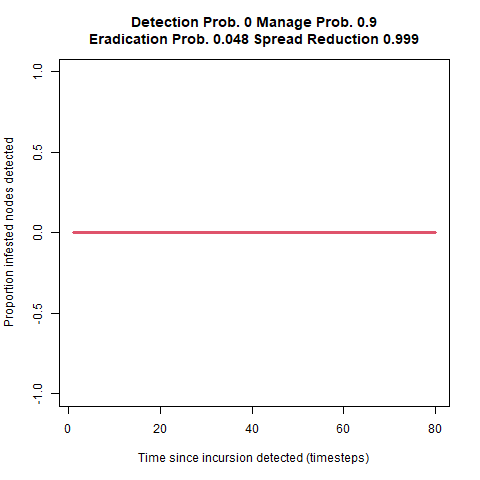 Detection Prob. 0 Manage Prob. 0.9
Eradication Prob. 0.048 Spread Reduction 0.999
Proportion infested nodes detected
1.0
0.5
0.0
-0.5
-1.0
0 20 40 60 80
Time since incursion detected (timesteps)